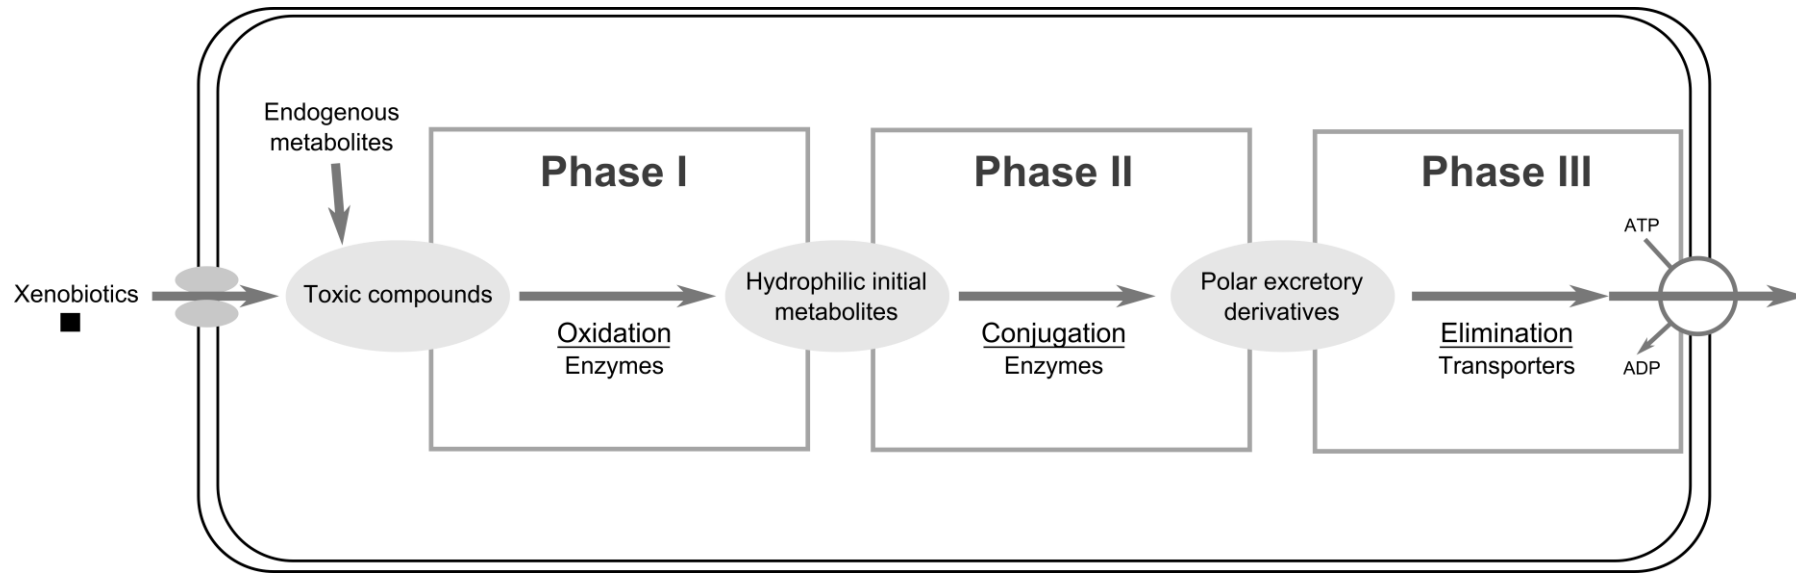 Endogenous
metabolites
Phase I
Phase II
Phase III
ATP
Xenobiotics
Toxic compounds
Hydrophilic initial
metabolites
Polar excretory
derivatives
Oxidation
Enzymes
Conjugation
Enzymes
Elimination
Transporters
ADP